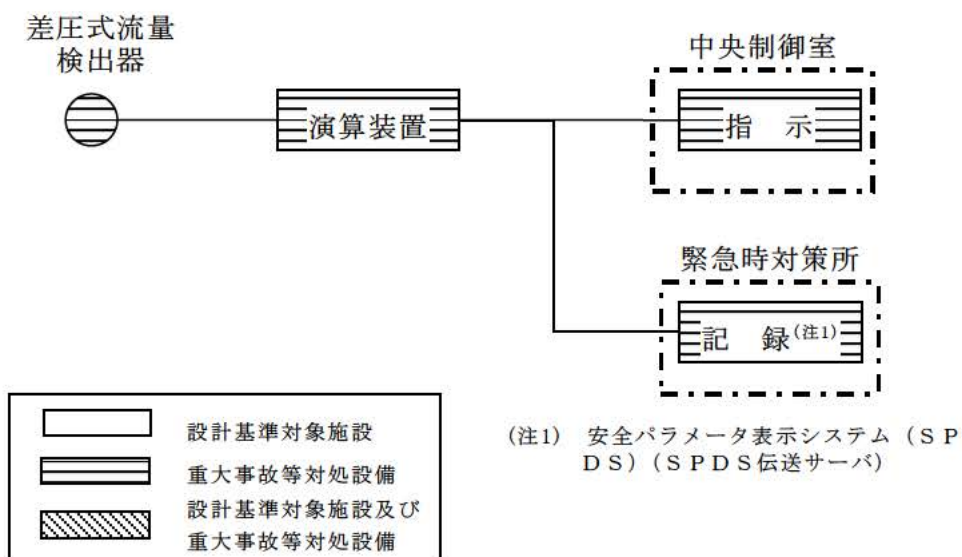 差圧式流量
検出器
演算装置
中央制御室
指 示
緊急時対策所
記 録(注1)
設計基準対象施設
重大事故等対処設備
設計基準対象施設及び
重大事故等対処設備
(注1) 安全パラメータ表示システム(SP
DS)(SPDS伝送サーバ)